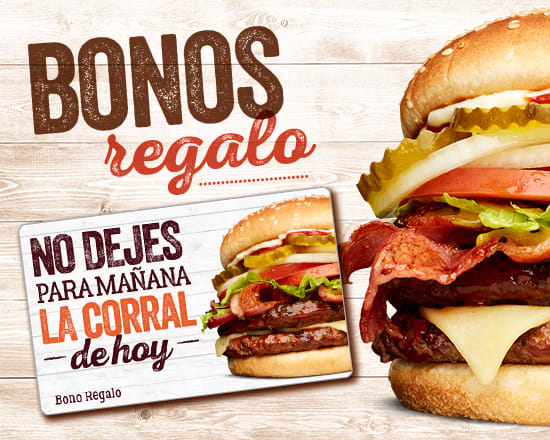 BONOS
regalo
NO DEJES
PARA MAÑANA
LA CORRAL
de hoy
Bono Regalo